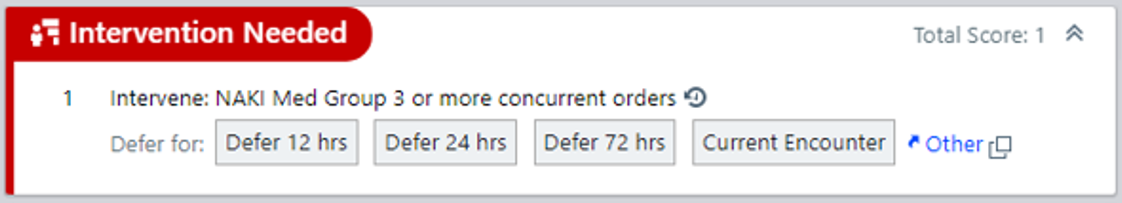 Intervention Needed
Total Score: 1
1 Intervene: NAKI Med Group 3 or more concurrent orders
Defer for: Defer 12 hrs Defer 24 hrs Defer 72 hrs Current Encounter Other